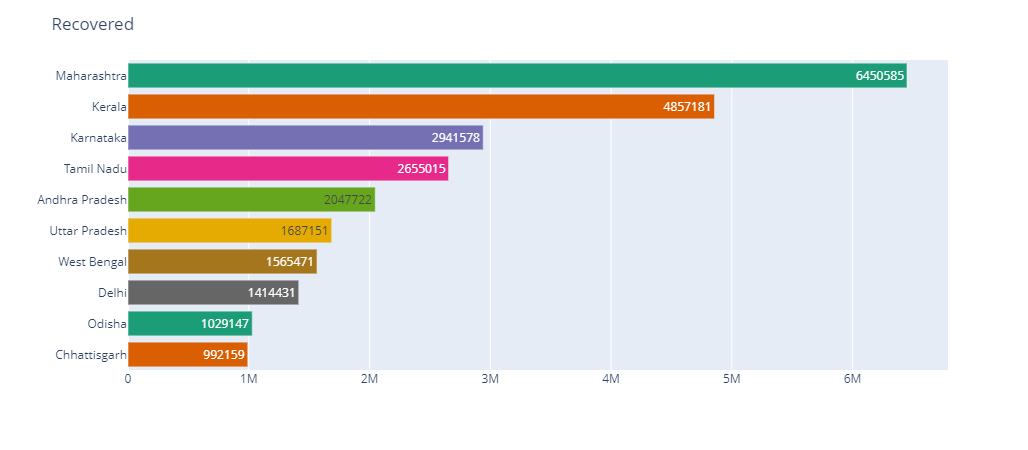 Recovered
Maharashtra 6450585
Kerala 4857181
Karnataka 2941578
Tamil Nadu 2655015
Andhra Pradesh 2047722
Uttar Pradesh 1687151
West Bengal 1565471
Delhi 1414431
Odisha 1029147
Chhattisgarh 992159
0 1M 2M 3M 4M 5M 6M